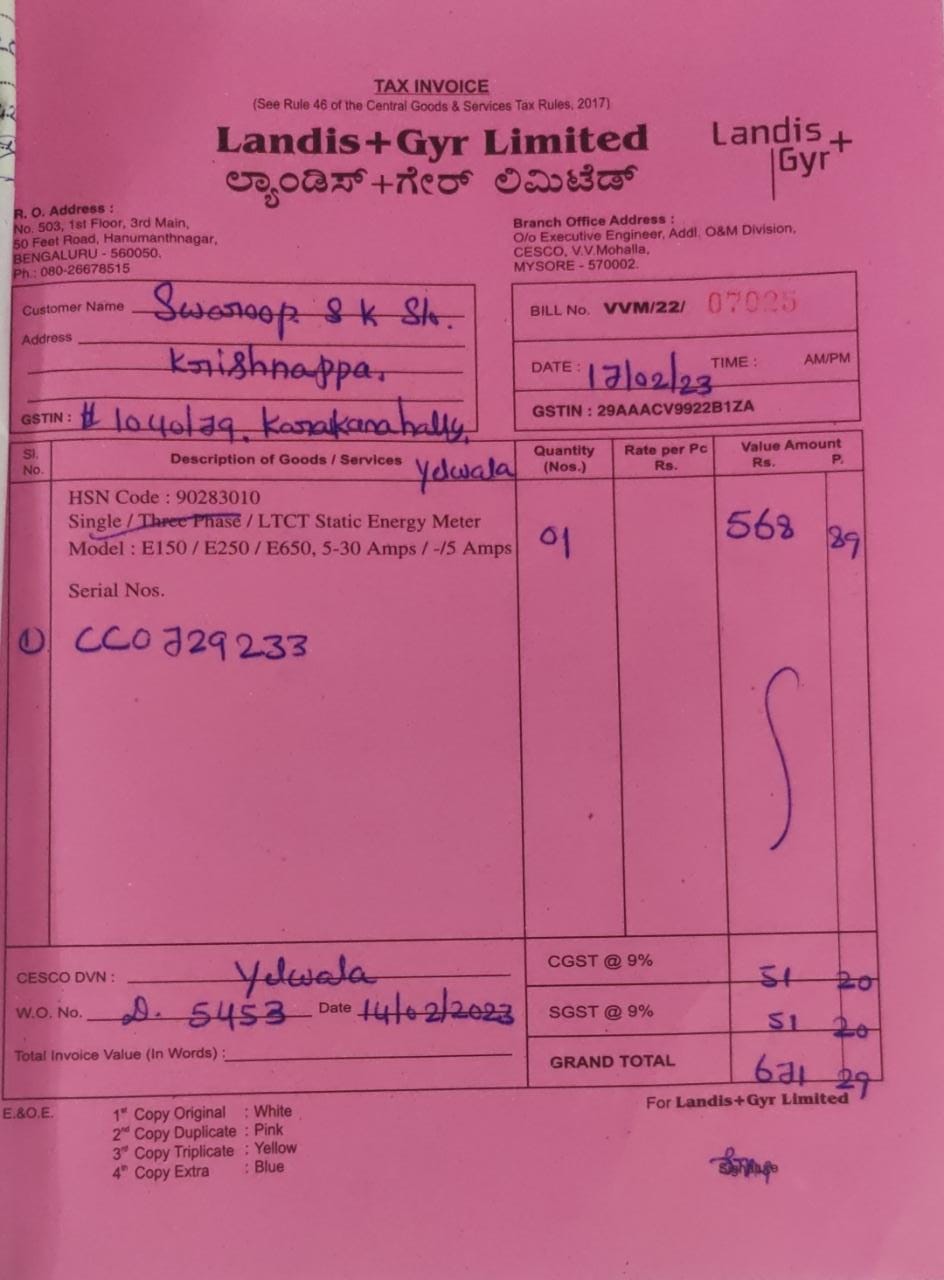 TAX INVOICE
(See Rule 46 of the Central Goods & Services Tax Rules, 2017)
Landis+Gyr Limited
ಲ್ಯಾಂಡಿಸ್+ಗೇರ್ ಲಿಮಿಟೆಡ್
Landis
Gyr+
R. O. Address :
No. 503, 1st Floor, 3rd Main,
50 Feet Road, Hanumanthnagar,
BENGALURU - 560050.
Ph.: 080-26678515
Branch Office Address :
O/o Executive Engineer, Addl. O&M Division,
CESCO, V.V.Mohalla,
MYSORE - 570002.
Customer Name Swaroop S K S/o.
Address
Krishnappa.
GSTIN : # 1040/79. Karakanahally,
Yelwala
BILL No. VVM/22/ 07025
DATE : 17/02/23 TIME : AM/PM
GSTIN : 29AAACV9922B1ZA
Sl. No. Description of Goods / Services Quantity (Nos.) Rate per Pc Rs. Value Amount Rs. P.
HSN Code : 90283010
Single / Three Phase / LTCT Static Energy Meter
Model : E150 / E250 / E650, 5-30 Amps / -/5 Amps 01 568 89
Serial Nos.
1 CC0729233
CESCO DVN : Yelwala
W.O. No. D. 5453 Date 14/02/2023
Total Invoice Value (In Words) :
CGST @ 9% 51 20
SGST @ 9% 51 20
GRAND TOTAL 671 29
E.&O.E.
1st Copy Original : White
2nd Copy Duplicate : Pink
3rd Copy Triplicate : Yellow
4th Copy Extra : Blue
For Landis+Gyr Limited